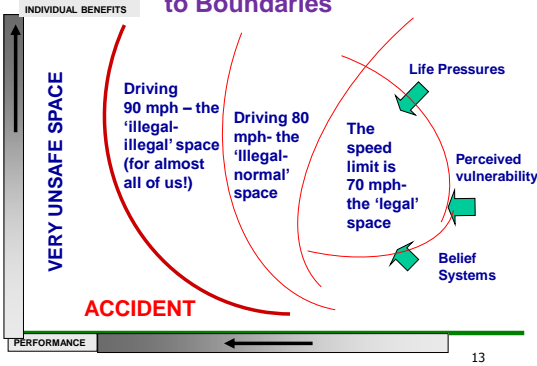 to Boundaries
INDIVIDUAL BENEFITS
VERY UNSAFE SPACE
Driving
90 mph – the
‘illegal-
illegal’ space
(for almost
all of us!)
Driving 80
mph- the
‘Illegal-
normal’
space
The
speed
limit is
70 mph-
the ‘legal’
space
Life Pressures
Perceived
vulnerability
Belief
Systems
ACCIDENT
PERFORMANCE
13